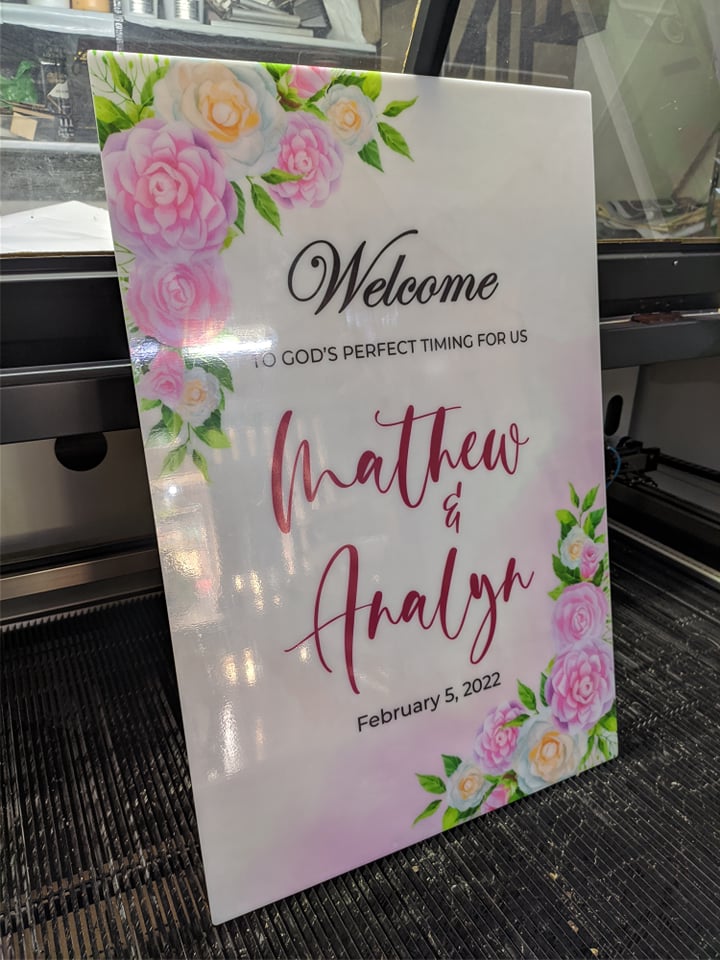 Welcome
TO GOD'S PERFECT TIMING FOR US
Mathew
&
Analyn
February 5, 2022